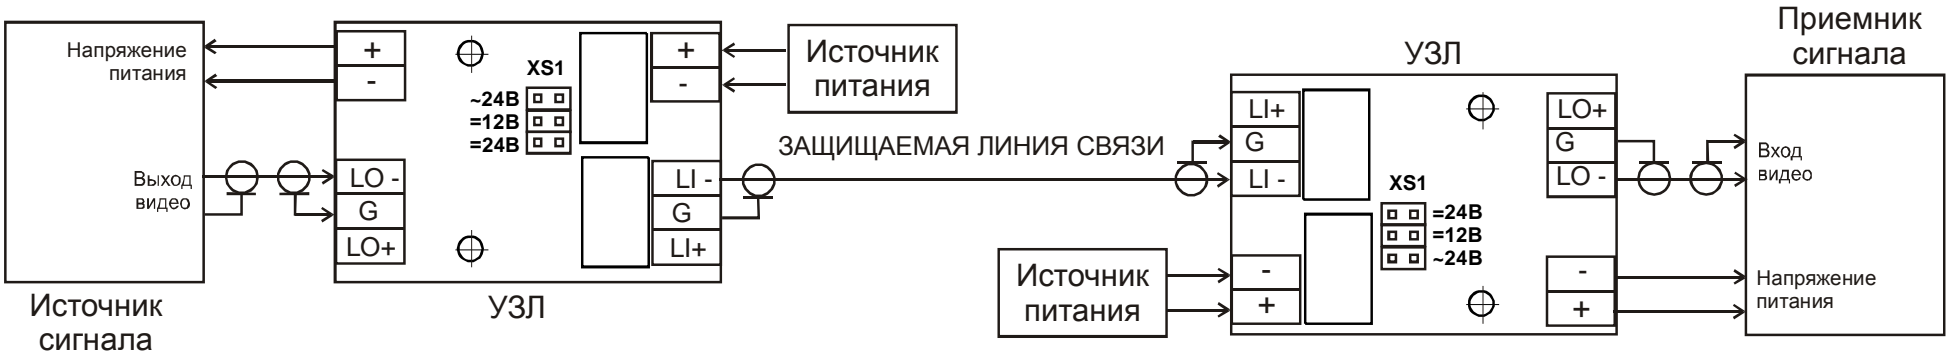 Напряжение
питания
Выход
видео
Источник
сигнала
+
-
LO -
G
LO+
XS1
~24В
=12В
=24В
+
-
LI -
G
LI+
УЗЛ
Источник
питания
ЗАЩИЩАЕМАЯ ЛИНИЯ СВЯЗИ
Источник
питания
УЗЛ
LI+
G
LI -
-
+
XS1
=24В
=12В
~24В
LO+
G
LO -
-
+
Приемник
сигнала
Вход
видео
Напряжение
питания